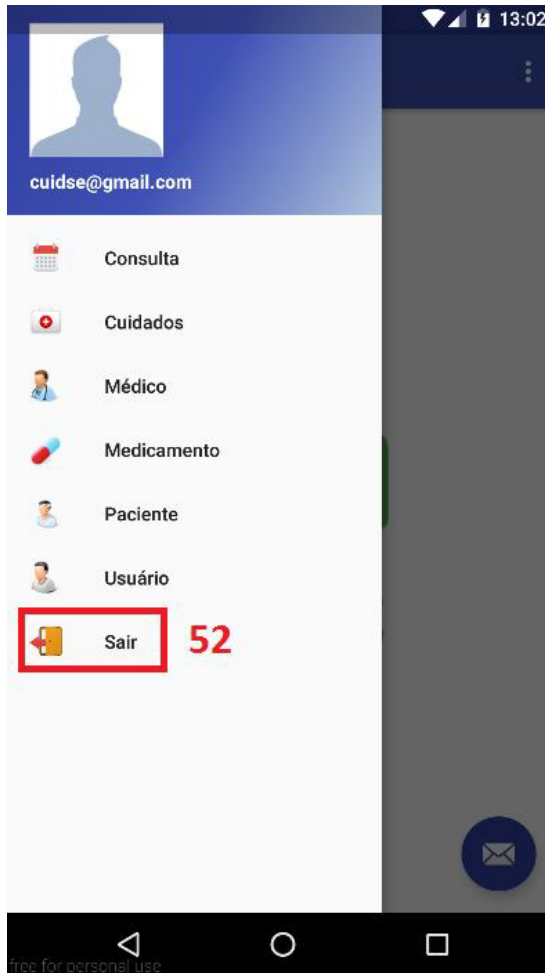 13:02
cuidse@gmail.com
Consulta
Cuidados
Médico
Medicamento
Paciente
Usuário
Sair 52
free for personal use